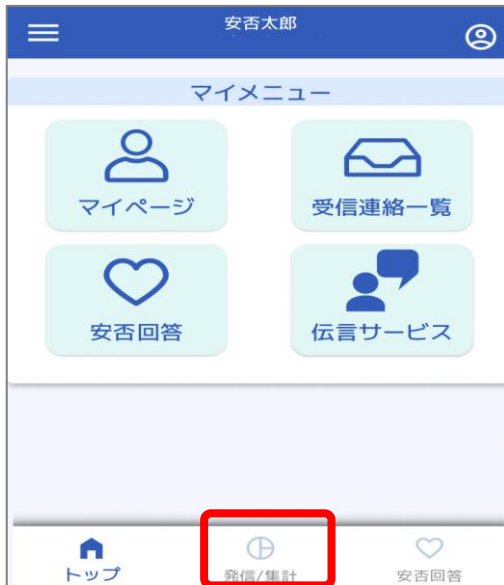 安否太郎
マイメニュー
マイページ
受信連絡一覧
安否回答
伝言サービス
トップ
発信/集計
安否回答